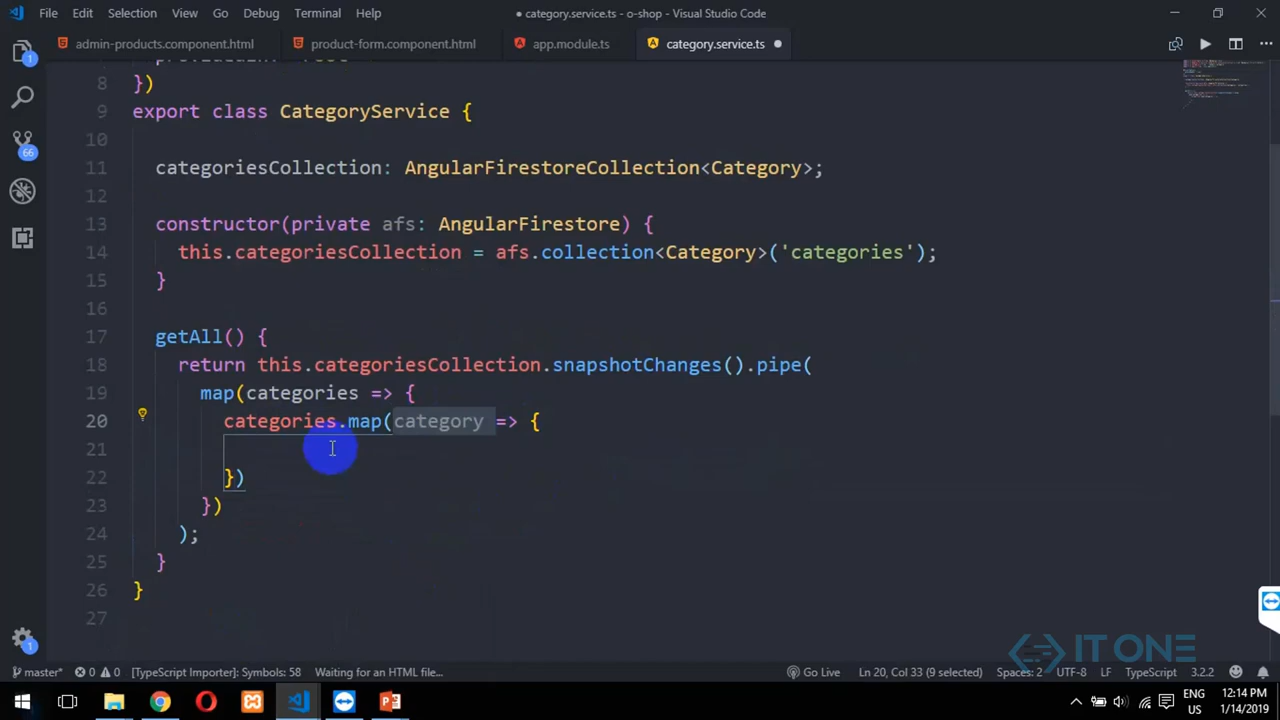 File Edit Selection View Go Debug Terminal Help
● category.service.ts - o-shop - Visual Studio Code
admin-products.component.html product-form.component.html app.module.ts category.service.ts ●
8 })
9 export class CategoryService {
10
11 categoriesCollection: AngularFirestoreCollection<Category>;
12
13 constructor(private afs: AngularFirestore) {
14 this.categoriesCollection = afs.collection<Category>('categories');
15 }
16
17 getAll() {
18 return this.categoriesCollection.snapshotChanges().pipe(
19 map(categories => {
20 categories.map(category => {
21
22 })
23 })
24 );
25 }
26 }
27
1
66
1
IT ONE
master* 0 0 [TypeScript Importer]: Symbols: 58 Waiting for an HTML file... Go Live Ln 20, Col 33 (9 selected) Spaces: 2 UTF-8 LF TypeScript 3.2.2 1
ENG 12:14 PM
US 1/14/2019